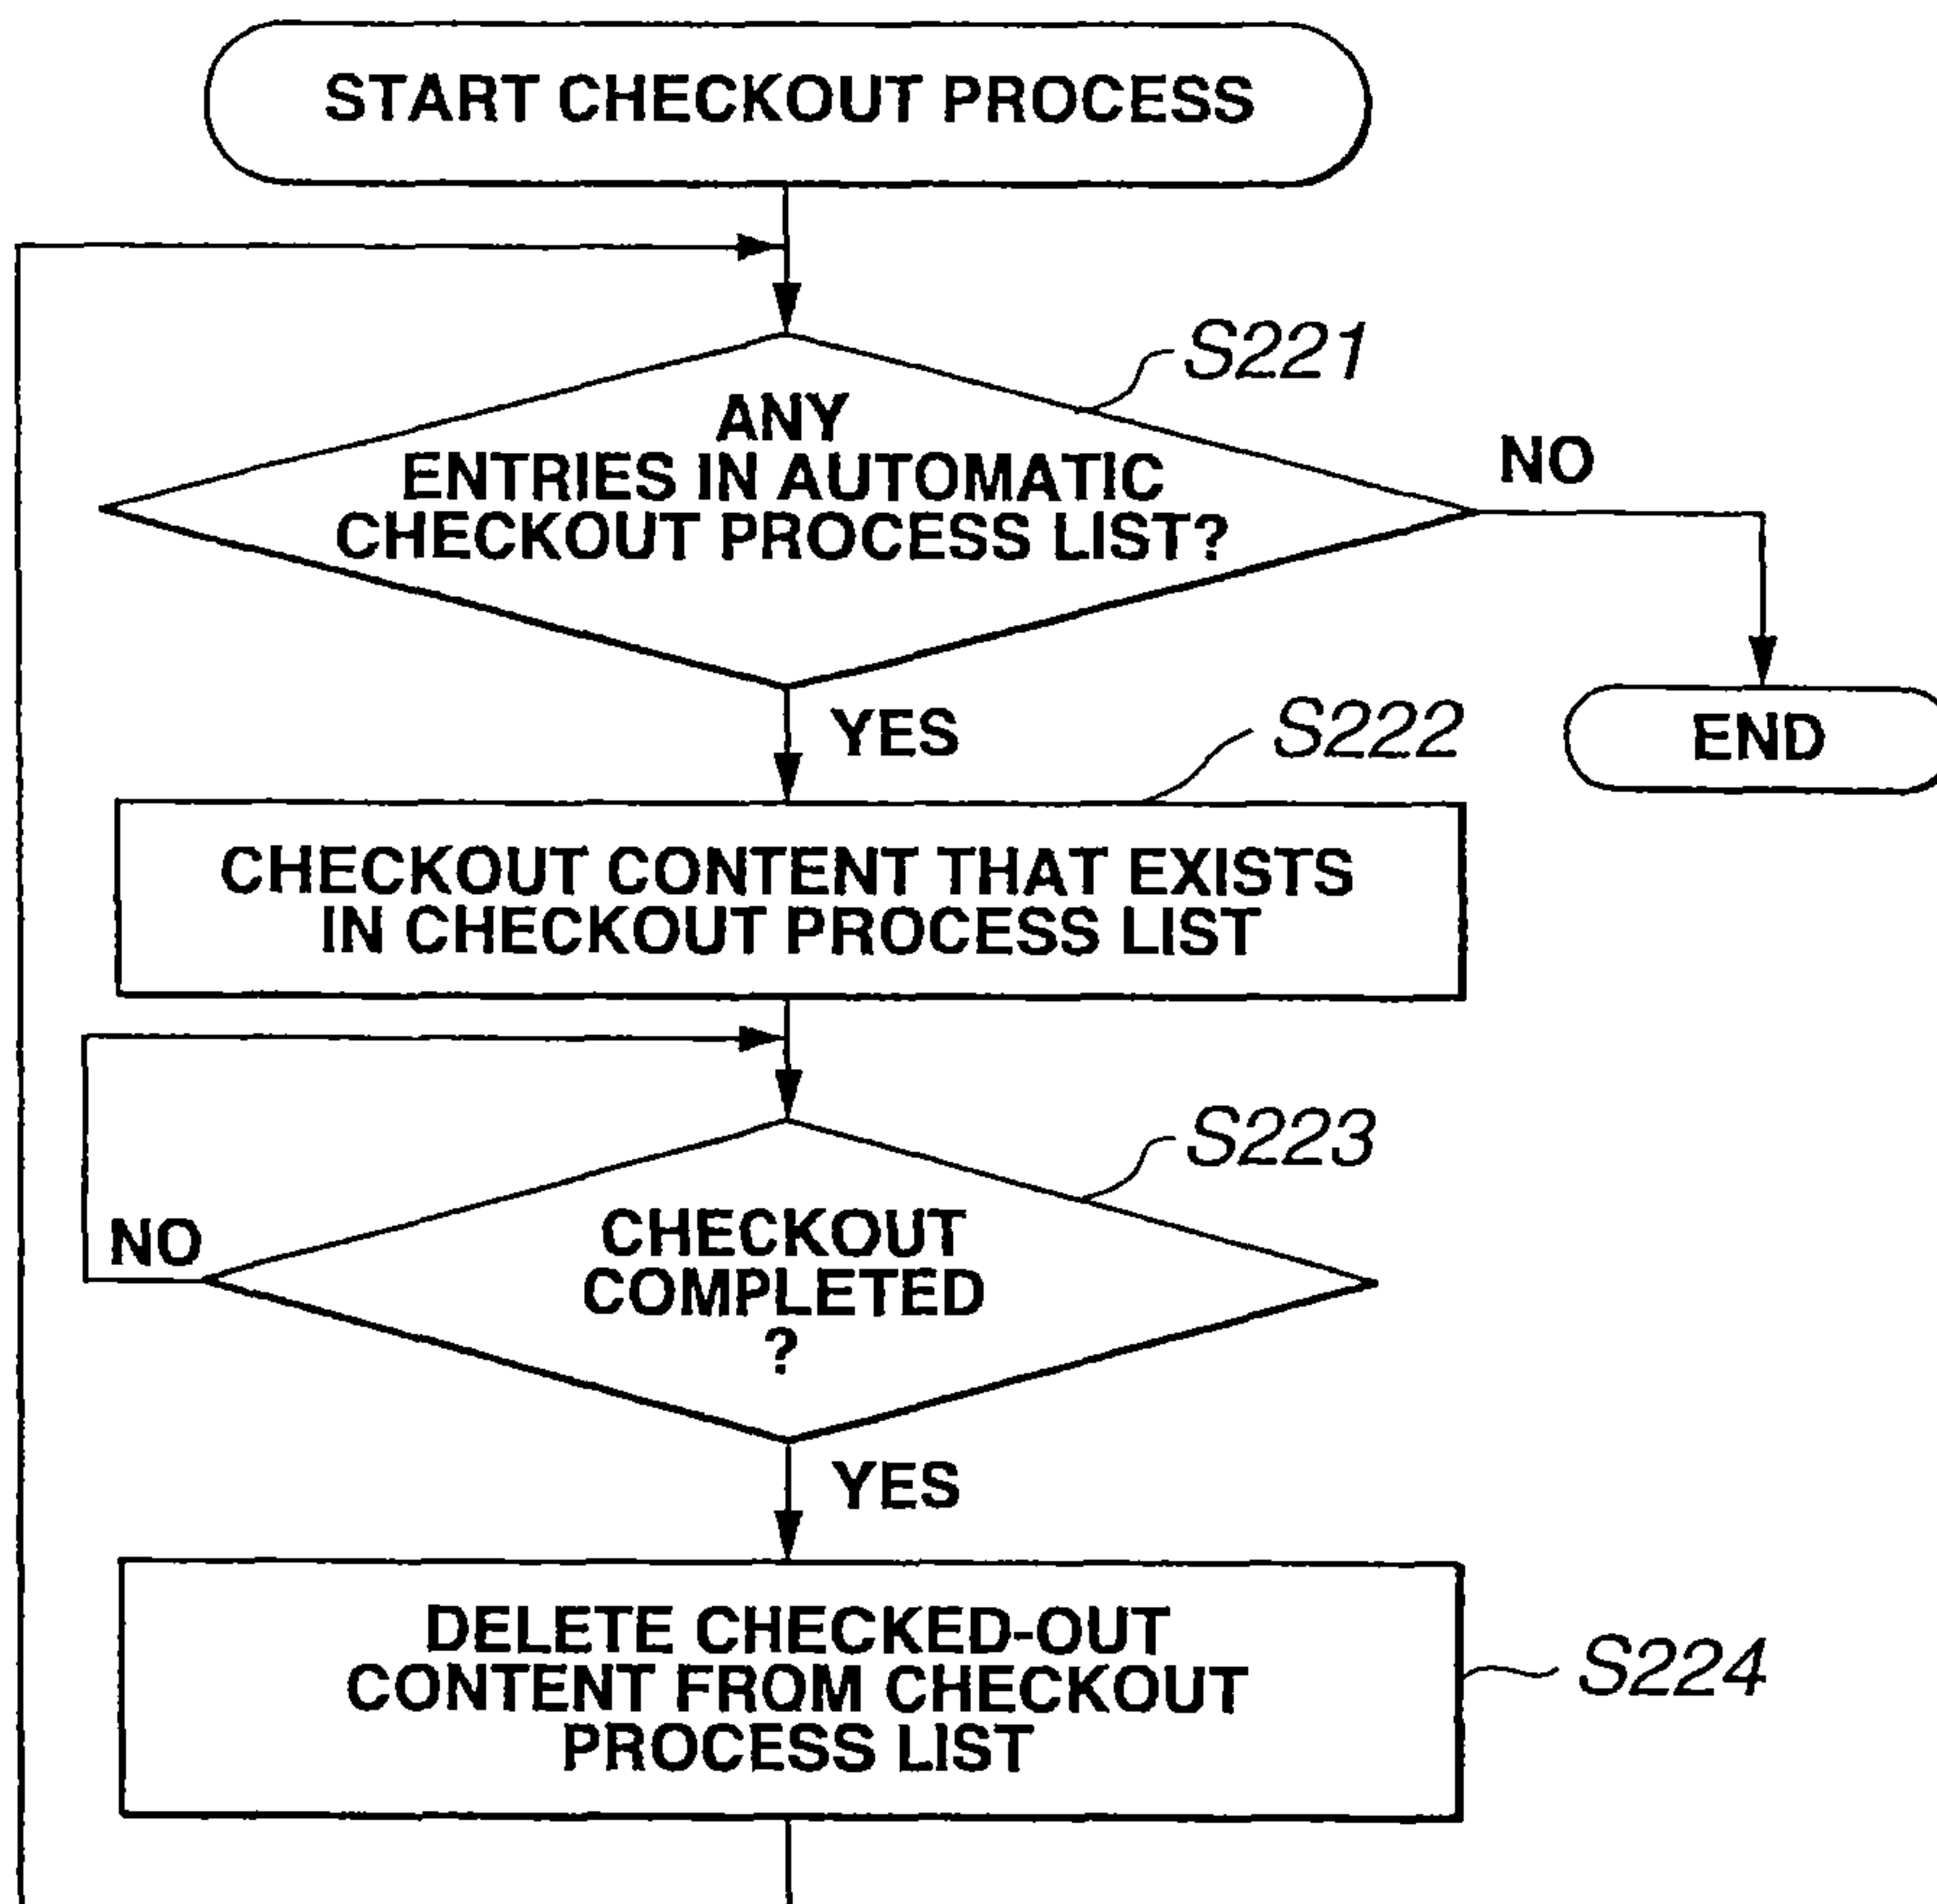 START CHECKOUT PROCESS
S221
ANY
ENTRIES IN AUTOMATIC
CHECKOUT PROCESS LIST?
NO
YES
S222
END
CHECKOUT CONTENT THAT EXISTS
IN CHECKOUT PROCESS LIST
S223
CHECKOUT
COMPLETED
?
NO
YES
DELETE CHECKED-OUT
CONTENT FROM CHECKOUT
PROCESS LIST
S224